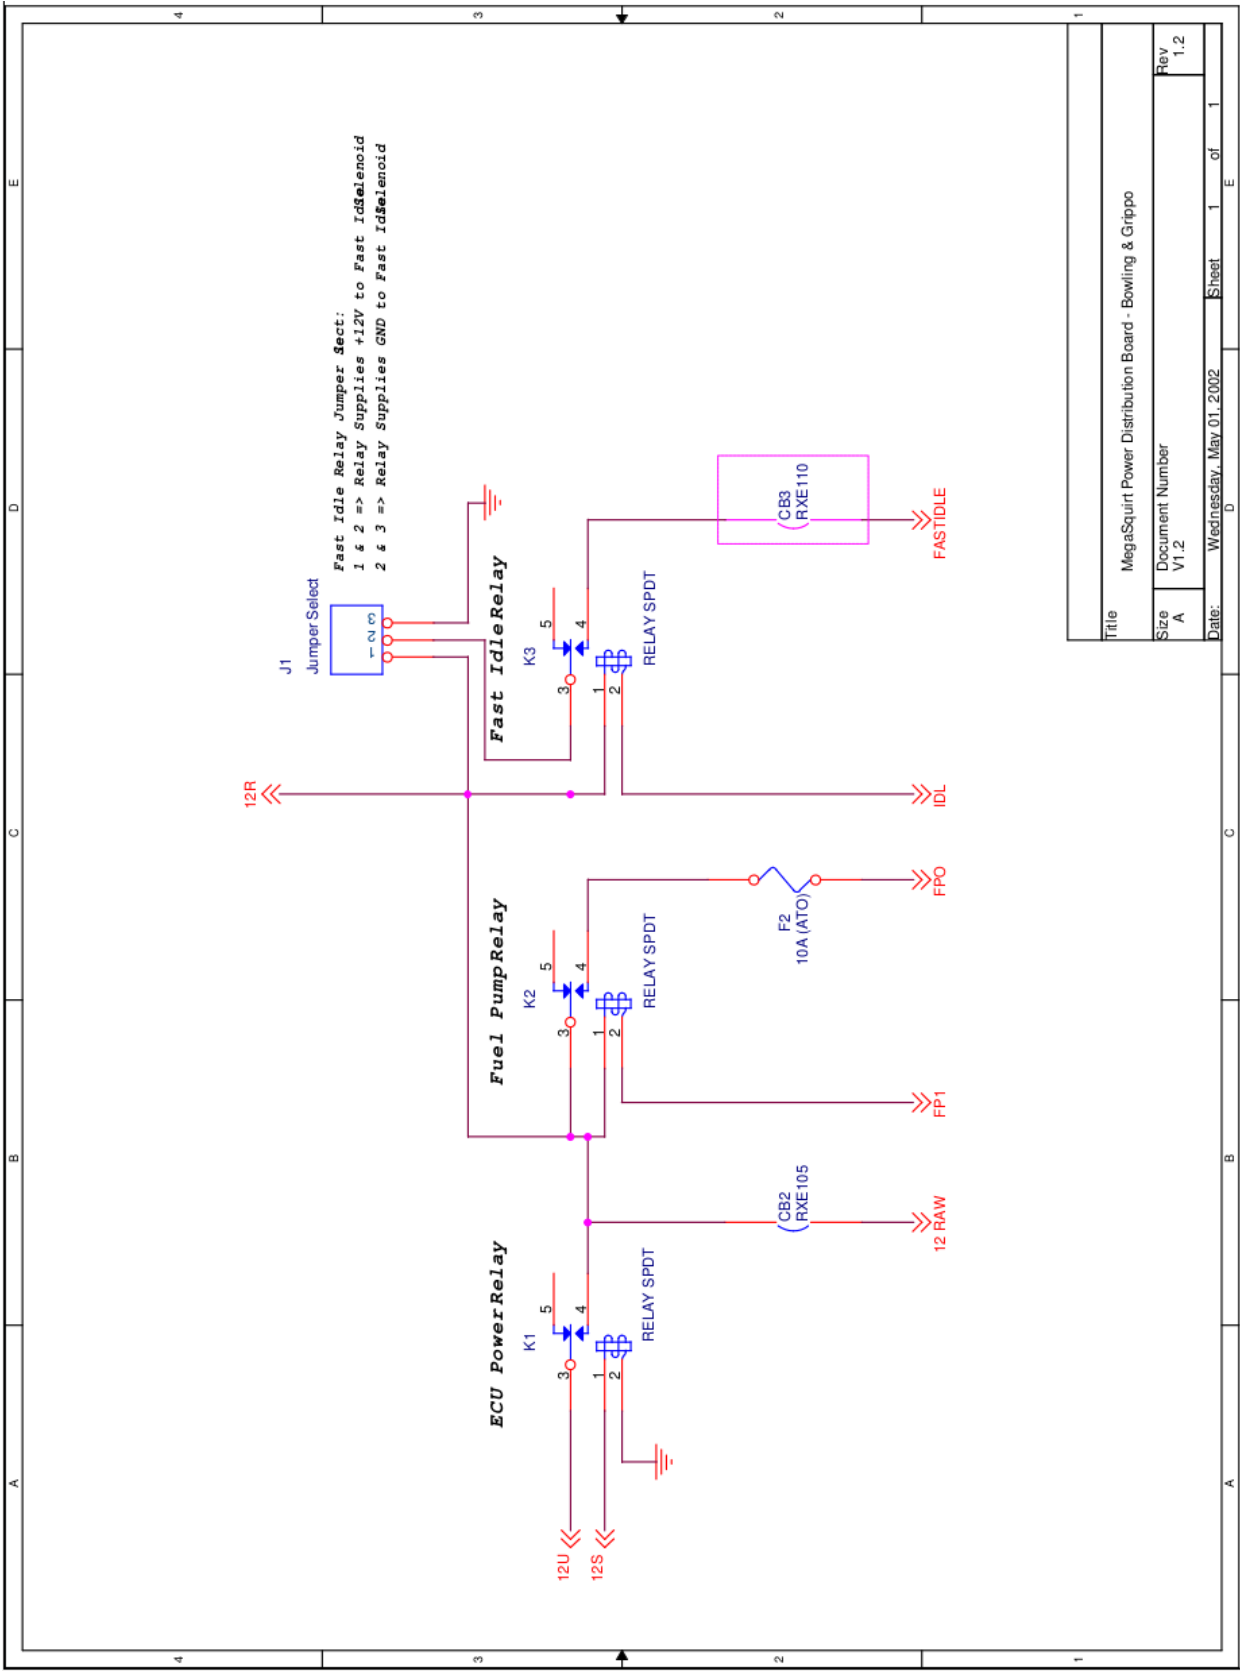 4
3
2
1
A
B
C
D
E
J1
Jumper Select
1 2 3
Fast Idle Relay Jumper Select:
1 & 2 => Relay Supplies +12V to Fast Idle Solenoid
2 & 3 => Relay Supplies GND to Fast Idle Solenoid
12R
ECU Power Relay
K1
3
5
4
1
2
RELAY SPDT
12U
12S
Fuel Pump Relay
K2
3
5
4
1
2
RELAY SPDT
Fast Idle Relay
K3
3
5
4
1
2
RELAY SPDT
CB2
RXE105
F2
10A (ATO)
CB3
RXE110
12 RAW
FP1
FPO
IDL
FASTIDLE
Title
MegaSquirt Power Distribution Board - Bowling & Grippo
Size
A
Document Number
V1.2
Rev
1.2
Date:
Wednesday, May 01, 2002
Sheet
1
of
1
A
B
C
D
E
4
3
2
1